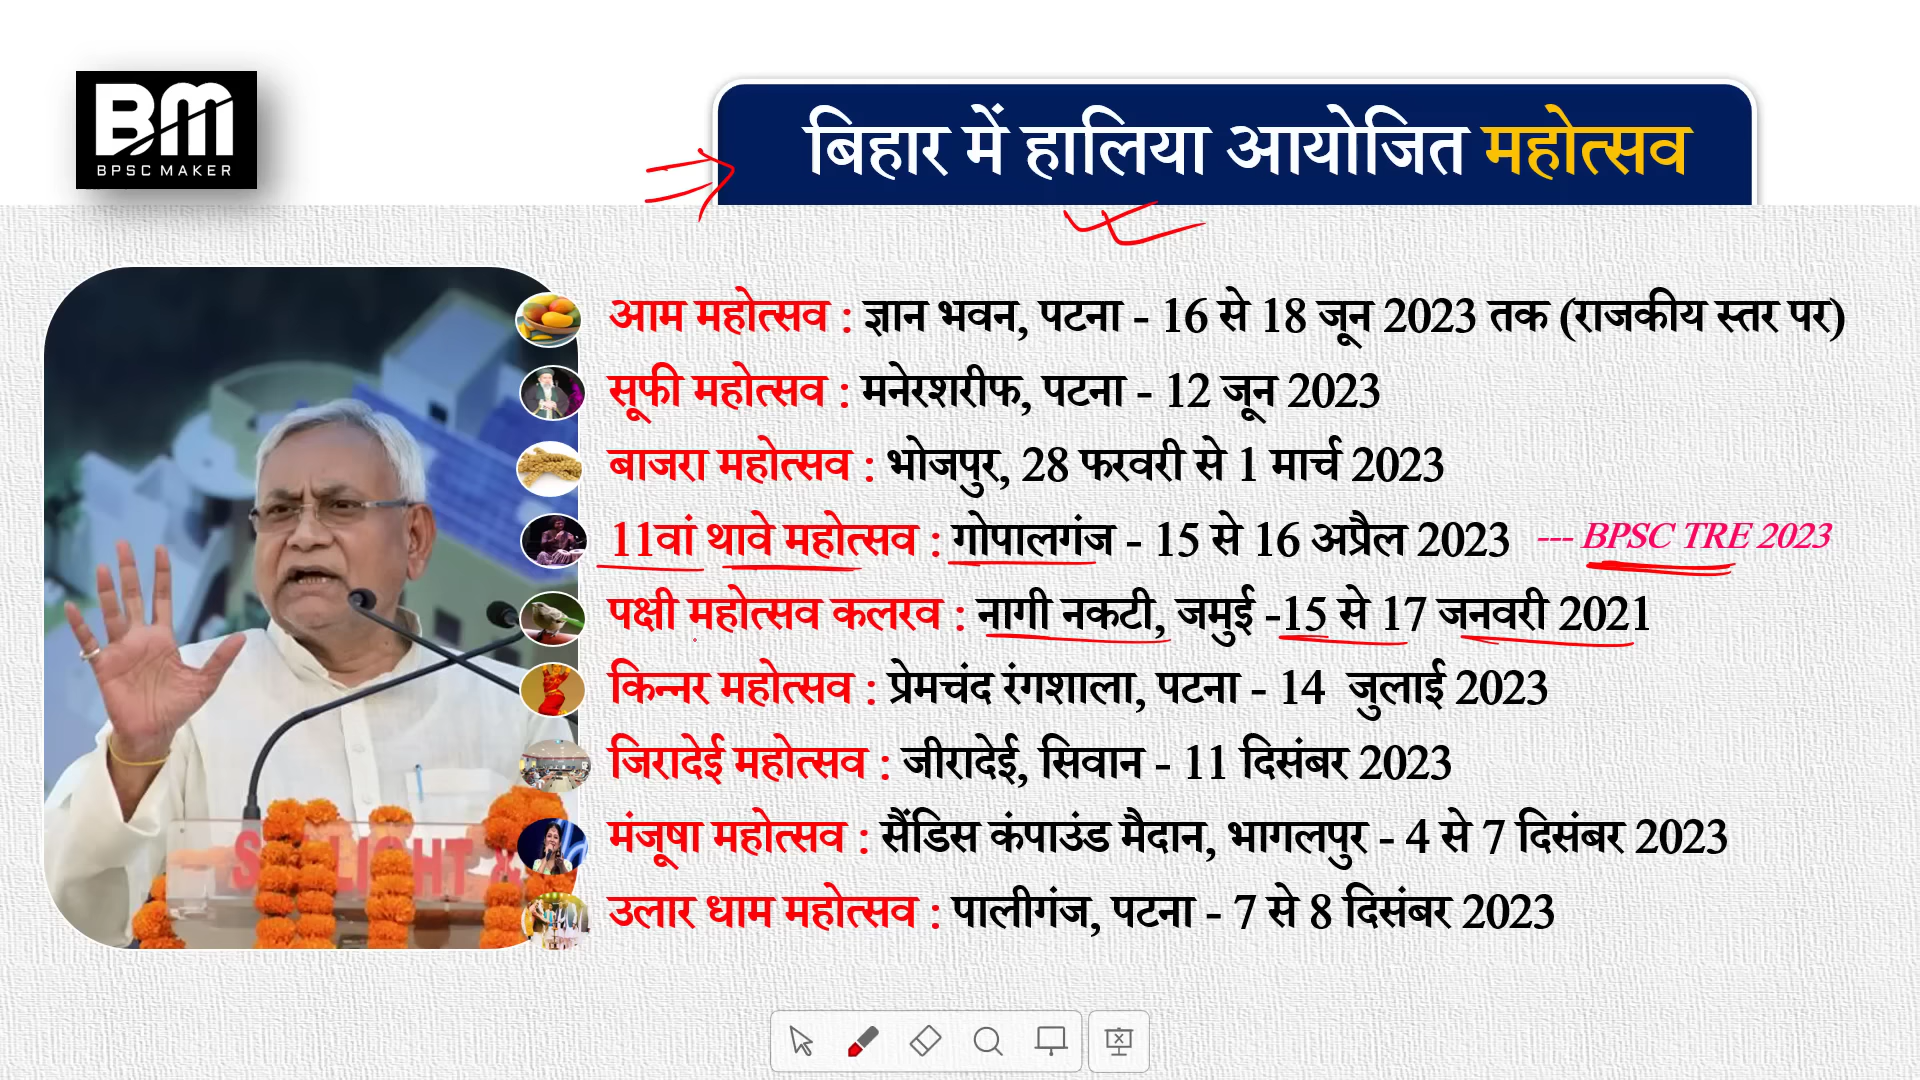 BM
BPSC MAKER
बिहार में हालिया आयोजित महोत्सव
आम महोत्सव : ज्ञान भवन, पटना - 16 से 18 जून 2023 तक (राजकीय स्तर पर)
सूफी महोत्सव : मनेरशरीफ, पटना - 12 जून 2023
बाजरा महोत्सव : भोजपुर, 28 फरवरी से 1 मार्च 2023
11वां थावे महोत्सव : गोपालगंज - 15 से 16 अप्रैल 2023 --- BPSC TRE 2023
पक्षी महोत्सव कलरव : नागी नकटी, जमुई -15 से 17 जनवरी 2021
किन्नर महोत्सव : प्रेमचंद रंगशाला, पटना - 14 जुलाई 2023
जिरादेई महोत्सव : जीरादेई, सिवान - 11 दिसंबर 2023
मंजूषा महोत्सव : सैंडिस कंपाउंड मैदान, भागलपुर - 4 से 7 दिसंबर 2023
उलार धाम महोत्सव : पालीगंज, पटना - 7 से 8 दिसंबर 2023